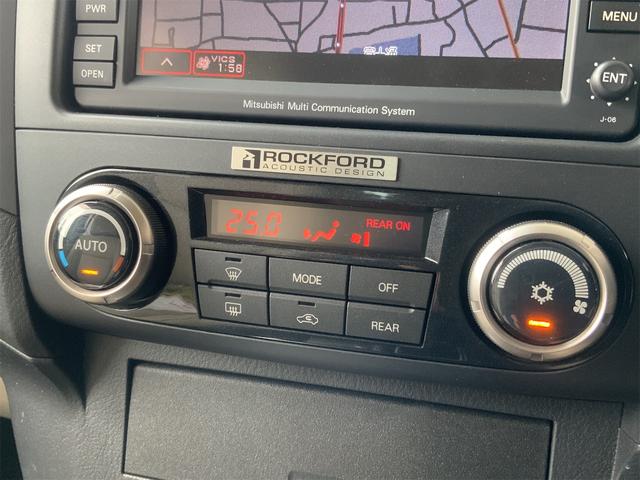 PWR
MENU
SET
OPEN
VICS
1:58
ENT
Mitsubishi Multi Communication System
J-06
ROCKFORD
ACOUSTIC DESIGN
AUTO
25.0
REAR ON
MODE
OFF
REAR